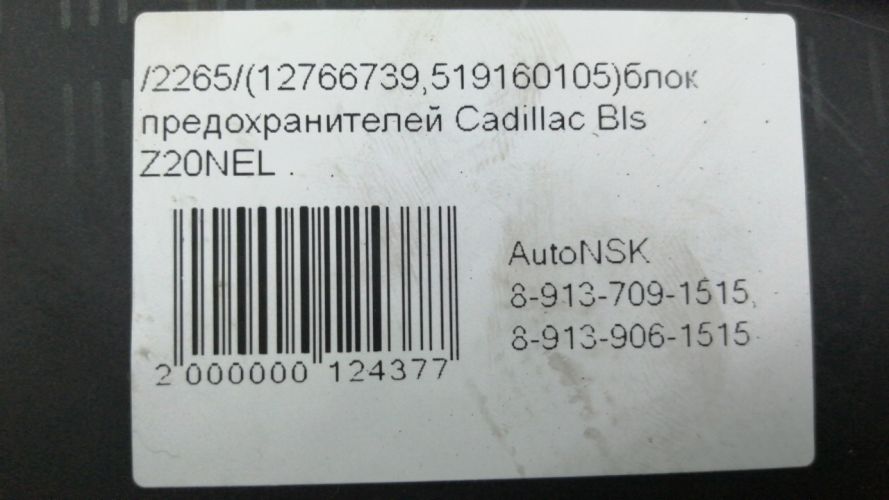 /2265/(12766739,519160105)блок
предохранителей Cadillac Bls
Z20NEL .
AutoNSK
8-913-709-1515,
8-913-906-1515
2 000000 124377